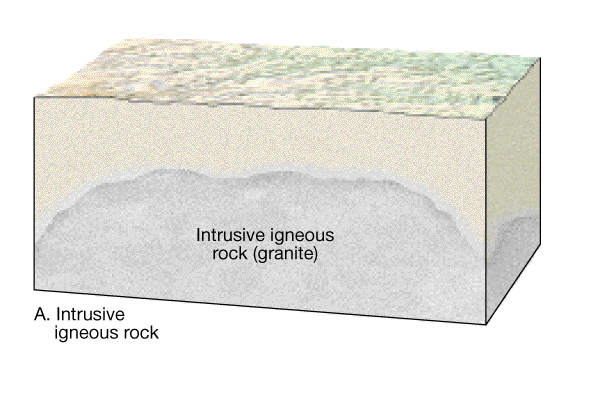 Intrusive igneous
rock (granite)
A. Intrusive
igneous rock